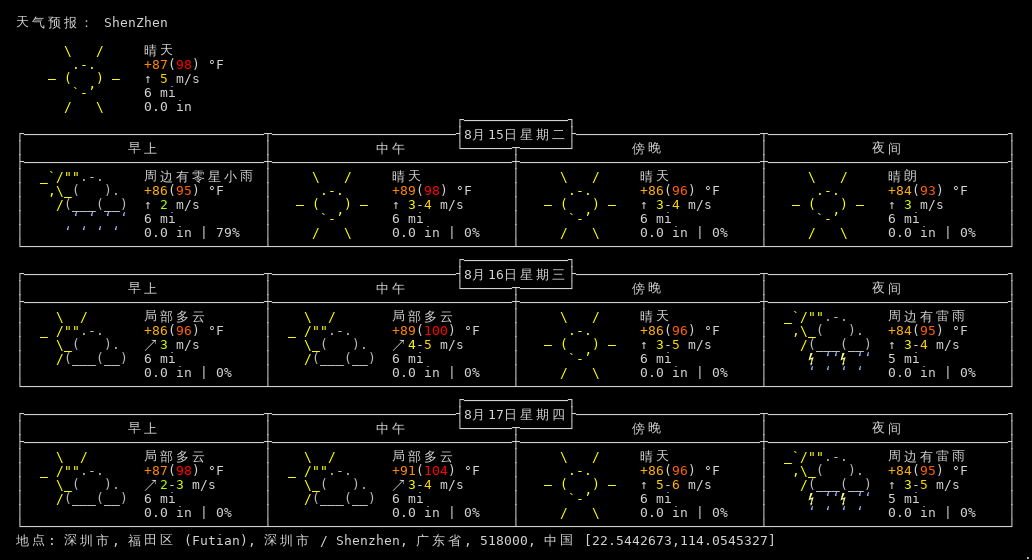 天气预报： ShenZhen
晴天
+87(98) °F
↑ 5 m/s
6 mi
0.0 in
8月15日星期二
早上 中午 傍晚 夜间
周边有零星小雨 晴天 晴天 晴朗
+86(95) °F +89(98) °F +86(96) °F +84(93) °F
↑ 2 m/s ↑ 3-4 m/s ↑ 3-4 m/s ↑ 3 m/s
6 mi 6 mi 6 mi 6 mi
0.0 in | 79% 0.0 in | 0% 0.0 in | 0% 0.0 in | 0%
8月16日星期三
早上 中午 傍晚 夜间
局部多云 局部多云 晴天 周边有雷雨
+86(96) °F +89(100) °F +86(96) °F +84(95) °F
↗3 m/s ↗4-5 m/s ↑ 3-5 m/s ↑ 3-4 m/s
6 mi 6 mi 6 mi 5 mi
0.0 in | 0% 0.0 in | 0% 0.0 in | 0% 0.0 in | 0%
8月17日星期四
早上 中午 傍晚 夜间
局部多云 局部多云 晴天 周边有雷雨
+87(98) °F +91(104) °F +86(96) °F +84(95) °F
↗2-3 m/s ↗3-4 m/s ↑ 5-6 m/s ↑ 3-5 m/s
6 mi 6 mi 6 mi 5 mi
0.0 in | 0% 0.0 in | 0% 0.0 in | 0% 0.0 in | 0%
地点: 深圳市, 福田区 (Futian), 深圳市 / Shenzhen, 广东省, 518000, 中国 [22.5442673,114.0545327]